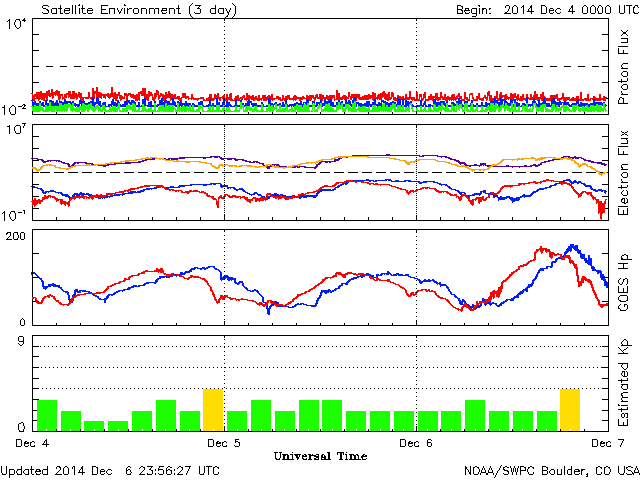 Satellite Environment (3 day)
Begin: 2014 Dec 4 0000 UTC
10^4
10^-2
Proton Flux
10^7
10^-1
Electron Flux
200
100
0
GOES Hp
9
0
Estimated Kp
Dec 4
Dec 5
Dec 6
Dec 7
Universal Time
Updated 2014 Dec 6 23:56:27 UTC
NOAA/SWPC Boulder, CO USA